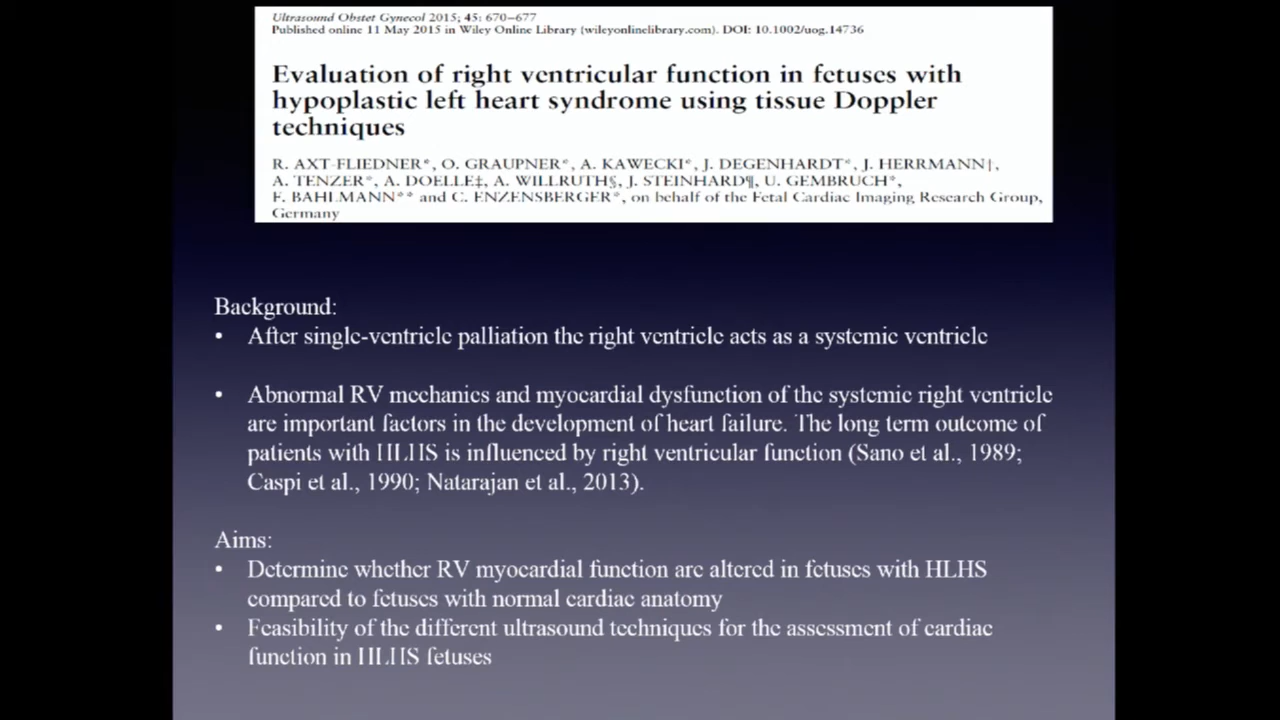 Ultrasound Obstet Gynecol 2015; 45: 670–677
Published online 11 May 2015 in Wiley Online Library (wileyonlinelibrary.com). DOI: 10.1002/uog.14736
Evaluation of right ventricular function in fetuses with
hypoplastic left heart syndrome using tissue Doppler
techniques
R. AXT-FLIEDNER*, O. GRAUPNER*, A. KAWECKI*, J. DEGENHARDT*, J. HERRMANN†,
A. TENZER*, A. DOELLE‡, A. WILLRUTH§, J. STEINHARD¶, U. GEMBRUCH*,
F. BAHLMANN** and C. ENZENSBERGER*, on behalf of the Fetal Cardiac Imaging Research Group,
Germany
Background:
• After single-ventricle palliation the right ventricle acts as a systemic ventricle
• Abnormal RV mechanics and myocardial dysfunction of the systemic right ventricle
are important factors in the development of heart failure. The long term outcome of
patients with HLHS is influenced by right ventricular function (Sano et al., 1989;
Caspi et al., 1990; Natarajan et al., 2013).
Aims:
• Determine whether RV myocardial function are altered in fetuses with HLHS
compared to fetuses with normal cardiac anatomy
• Feasibility of the different ultrasound techniques for the assessment of cardiac
function in HLHS fetuses